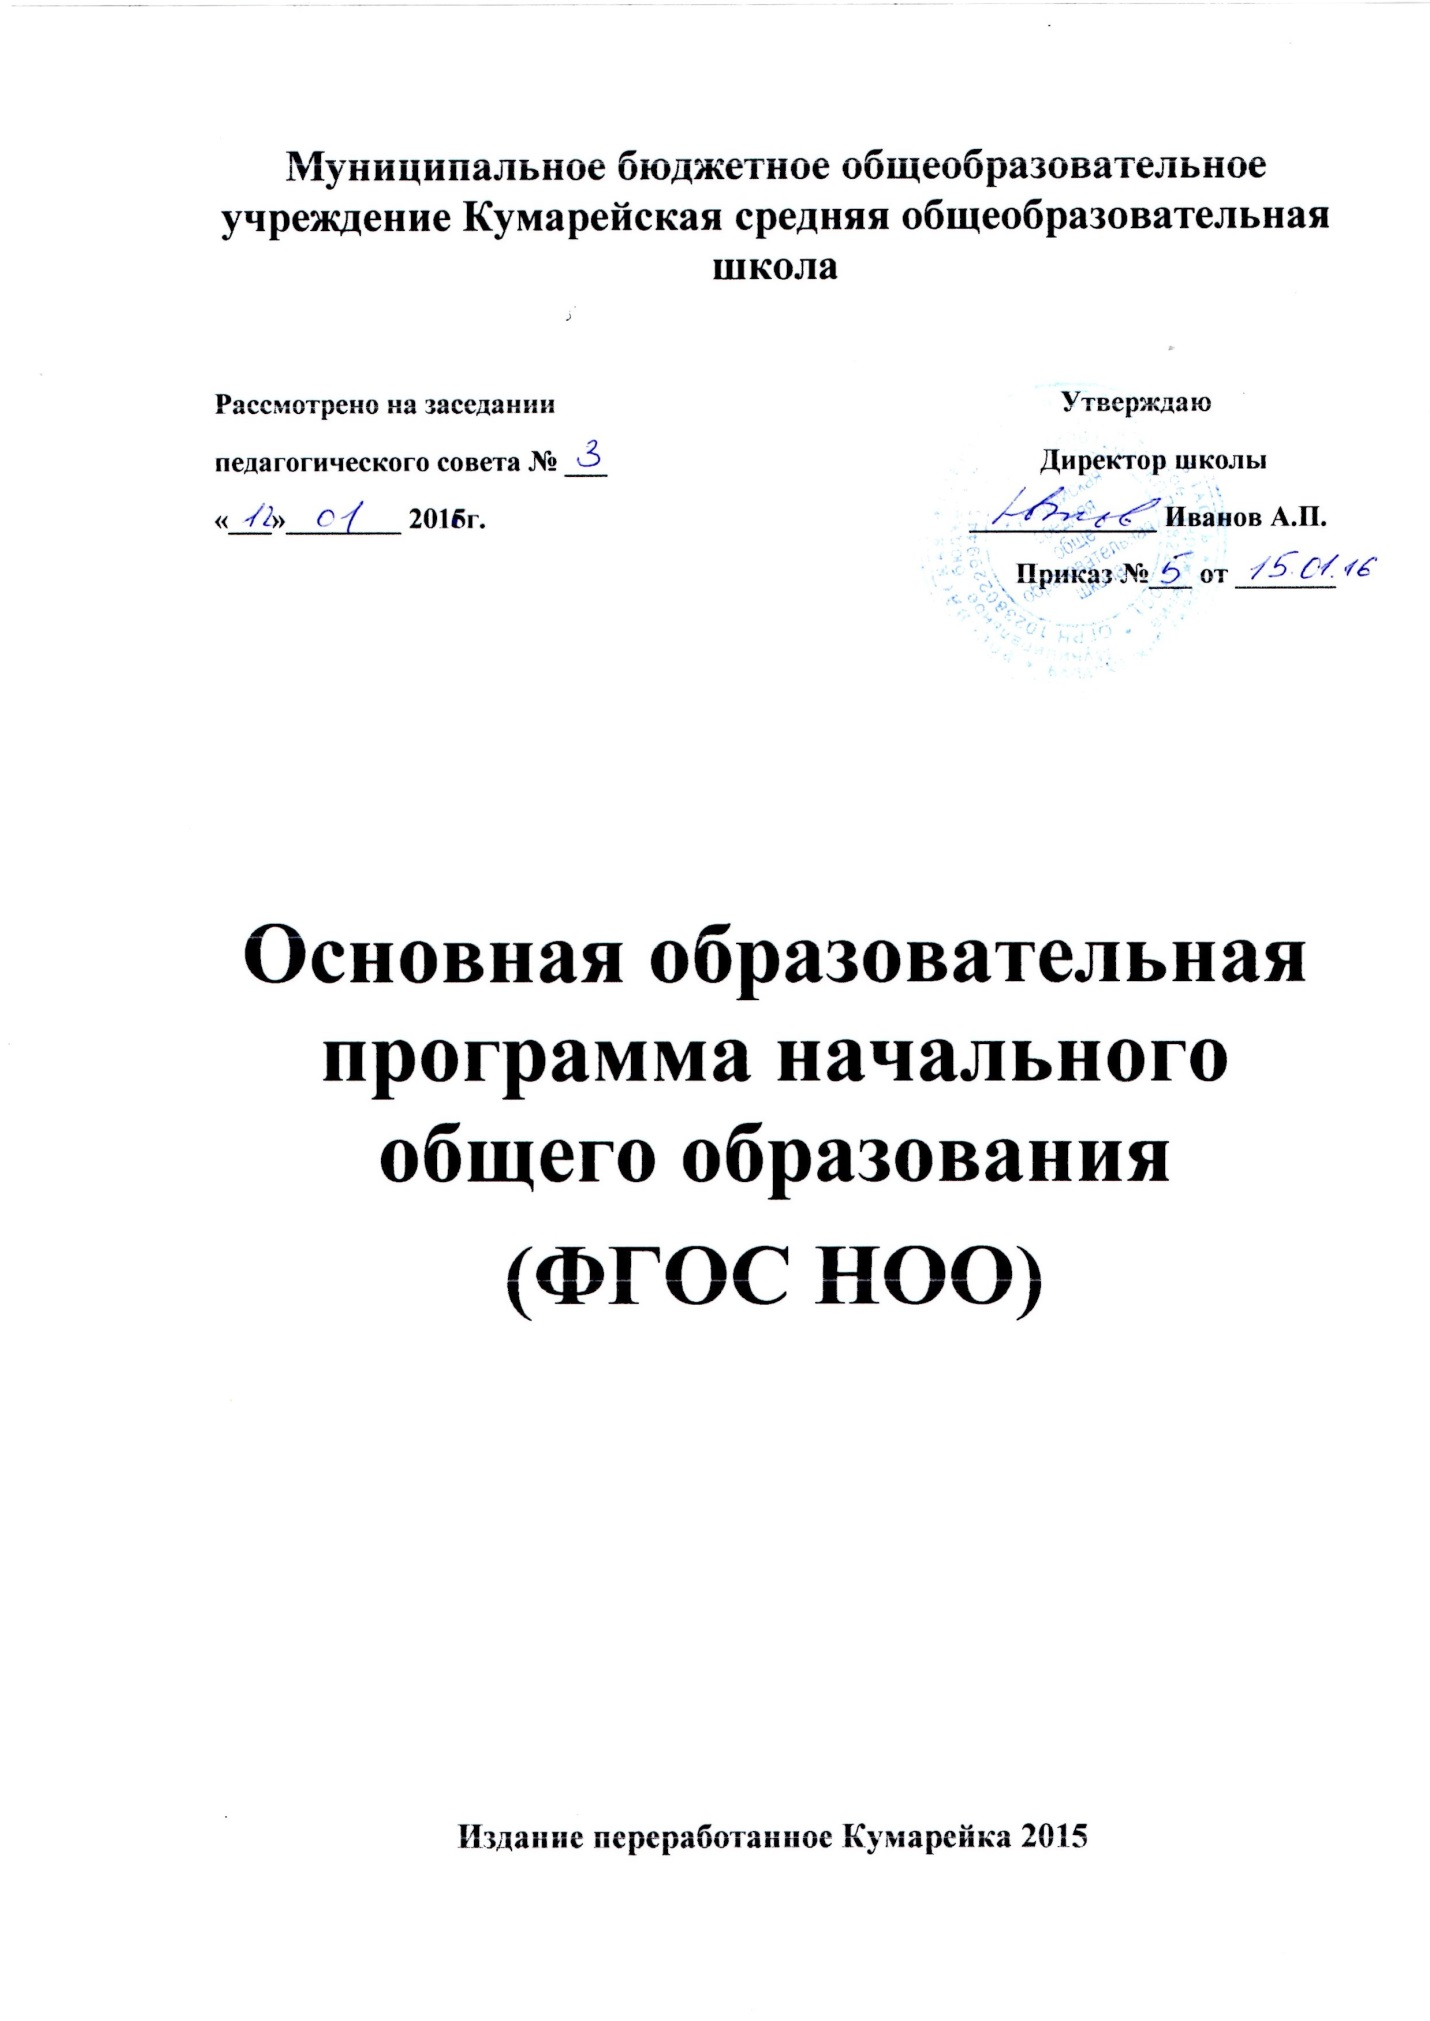 Муниципальное бюджетное общеобразовательное
учреждение Кумарейская средняя общеобразовательная
школа
Рассмотрено на заседании
педагогического совета № 3
«12» 01 2016г.
Утверждаю
Директор школы
Иванов А.П.
Приказ № 5 от 15.01.16
Основная образовательная
программа начального
общего образования
(ФГОС НОО)
Издание переработанное Кумарейка 2015